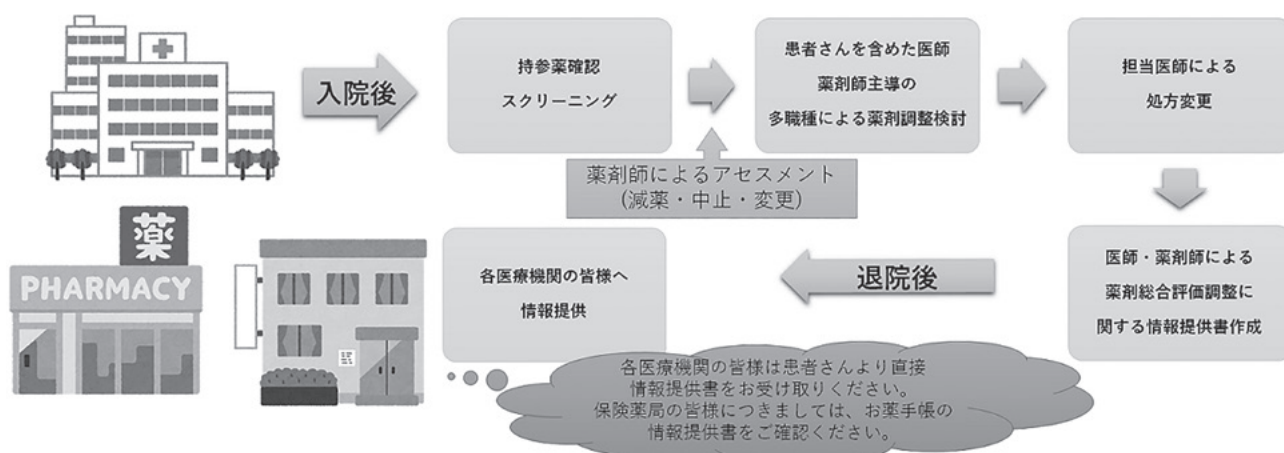 入院後
持参薬確認
スクリーニング
患者さんを含めた医師
薬剤師主導の
多職種による薬剤調整検討
担当医師による
処方変更
薬剤師によるアセスメント
(減薬・中止・変更)
医師・薬剤師による
薬剤総合評価調整に
関する情報提供書作成
退院後
各医療機関の皆様へ
情報提供
各医療機関の皆様は患者さんより直接
情報提供書をお受け取りください。
保険薬局の皆様につきましては、お薬手帳の
情報提供書をご確認ください。
薬
PHARMACY